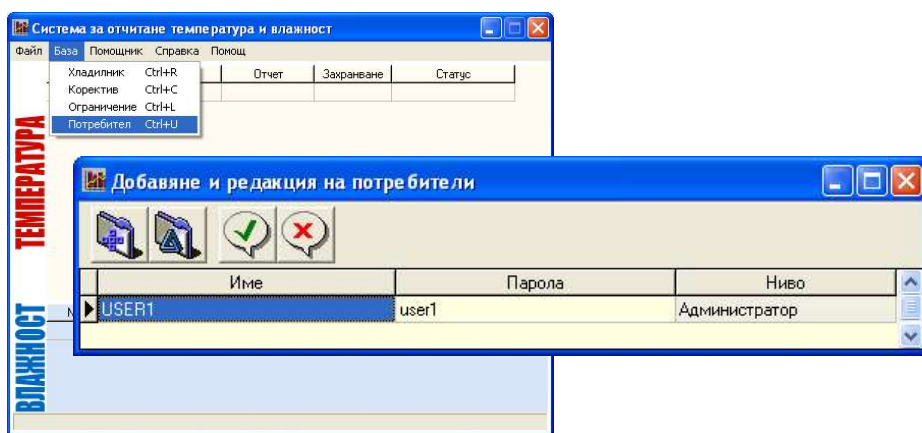 Система за отчитане температура и влажност
Файл База Помощник Справка Помощ
Хладилник Ctrl+R
Коректив Ctrl+C
Ограничение Ctrl+L
Потребител Ctrl+U
Отчет Захранване Статус
ТЕМПЕРАТУРА
ВЛАЖНОСТ
Добавяне и редакция на потребители
Име Парола Ниво
USER1 user1 Администратор